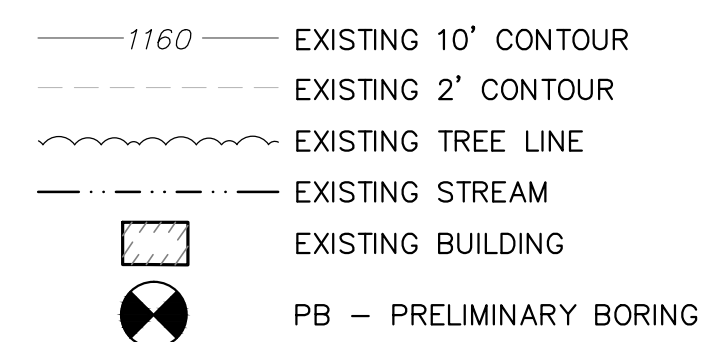 1160 EXISTING 10' CONTOUR
EXISTING 2' CONTOUR
EXISTING TREE LINE
EXISTING STREAM
EXISTING BUILDING
PB – PRELIMINARY BORING